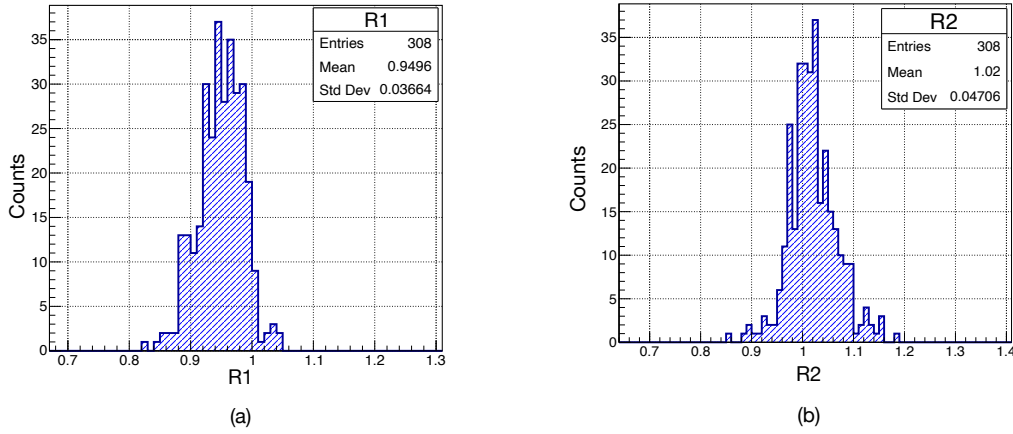 R1
Entries 308
Mean 0.9496
Std Dev 0.03664
Counts
35
30
25
20
15
10
5
0
0.7 0.8 0.9 1 1.1 1.2 1.3
R1
(a)
R2
Entries 308
Mean 1.02
Std Dev 0.04706
Counts
35
30
25
20
15
10
5
0
0.7 0.8 0.9 1 1.1 1.2 1.3 1.4
R2
(b)